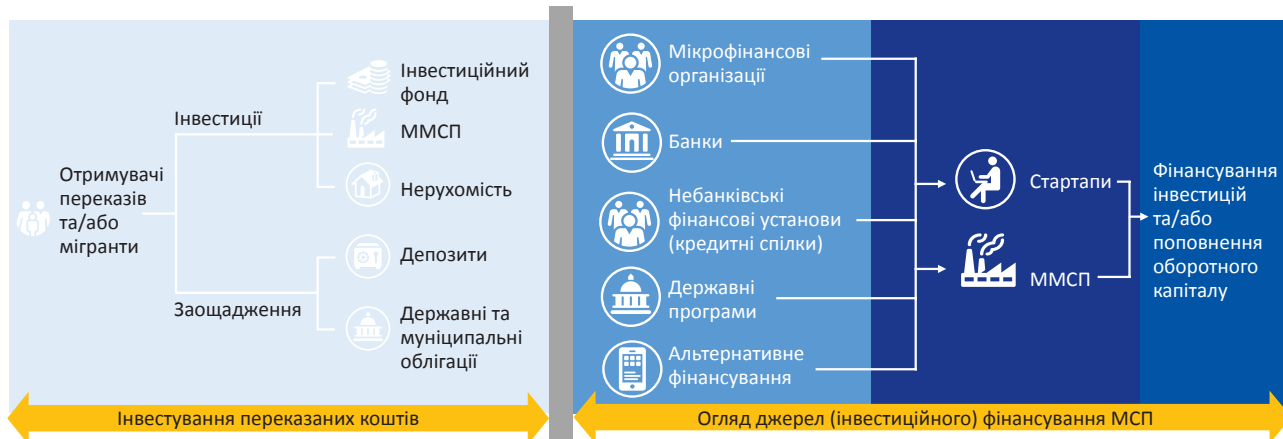 Отримувачі
переказів
та/або
мігранти
Інвестиції
Заощадження
Інвестиційний
фонд
ММСП
Нерухомість
Депозити
Державні та
муніципальні
облігації
Інвестування переказаних коштів
Мікрофінансові
організації
Банки
Небанківські
фінансові установи
(кредитні спілки)
Державні
програми
Альтернативне
фінансування
Стартапи
ММСП
Фінансування
інвестицій
та/або
поповнення
оборотного
капіталу
Огляд джерел (інвестиційного) фінансування МСП